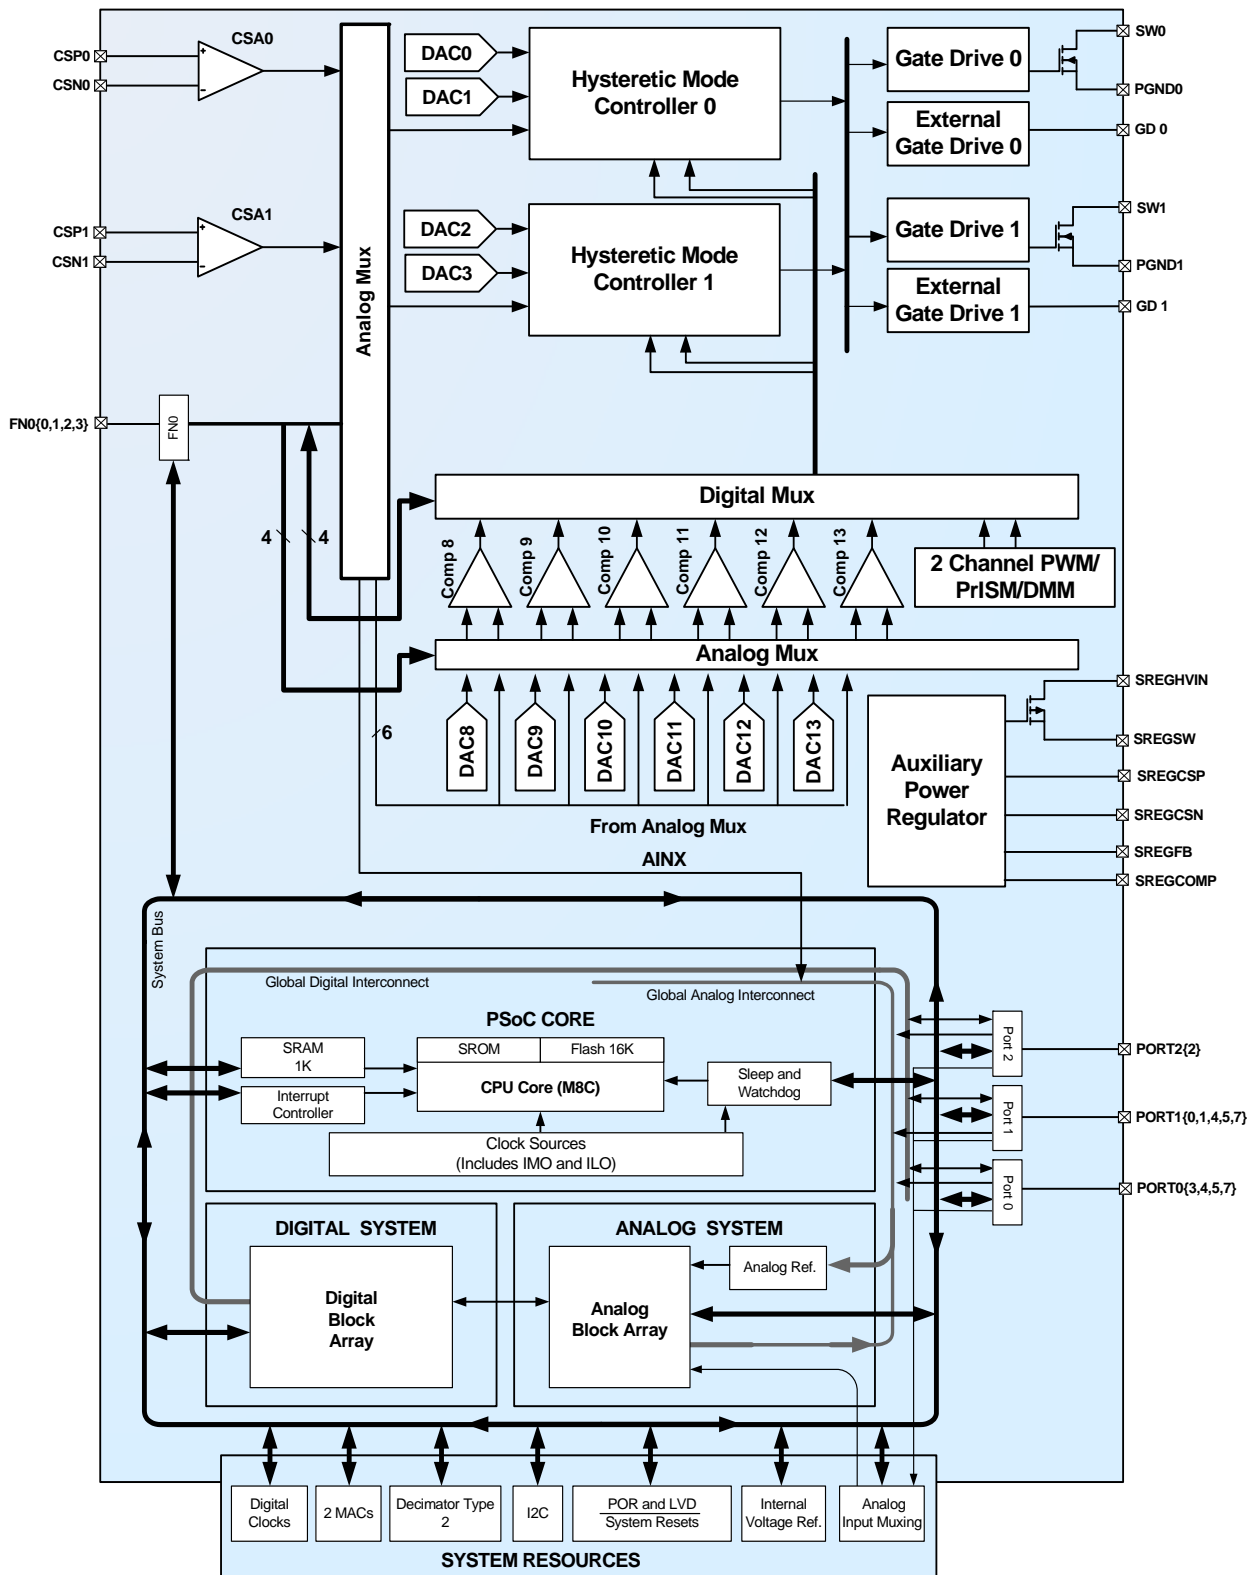 CSP0
CSN0
CSA0
CSP1
CSN1
CSA1
Analog Mux
DAC0
DAC1
Hysteretic Mode
Controller 0
DAC2
DAC3
Hysteretic Mode
Controller 1
Gate Drive 0
External
Gate Drive 0
Gate Drive 1
External
Gate Drive 1
SW0
PGND0
GD 0
SW1
PGND1
GD 1
FN0{0,1,2,3}
FN0
4
4
6
Digital Mux
Comp 8
Comp 9
Comp 10
Comp 11
Comp 12
Comp 13
2 Channel PWM/
PrISM/DMM
Analog Mux
DAC8
DAC9
DAC10
DAC11
DAC12
DAC13
From Analog Mux
AINX
Auxiliary
Power
Regulator
SREGHVIN
SREGSW
SREGCSP
SREGCSN
SREGFB
SREGCOMP
System Bus
Global Digital Interconnect
Global Analog Interconnect
PSoC CORE
SRAM
1K
Interrupt
Controller
SROM
Flash 16K
CPU Core (M8C)
Sleep and
Watchdog
Clock Sources
(Includes IMO and ILO)
Port 2
Port 1
Port 0
PORT2{2}
PORT1{0,1,4,5,7}
PORT0{3,4,5,7}
DIGITAL SYSTEM
Digital
Block
Array
ANALOG SYSTEM
Analog
Block Array
Analog Ref.
Digital
Clocks
2 MACs
Decimator Type
2
I2C
POR and LVD
System Resets
Internal
Voltage Ref.
Analog
Input Muxing
SYSTEM RESOURCES